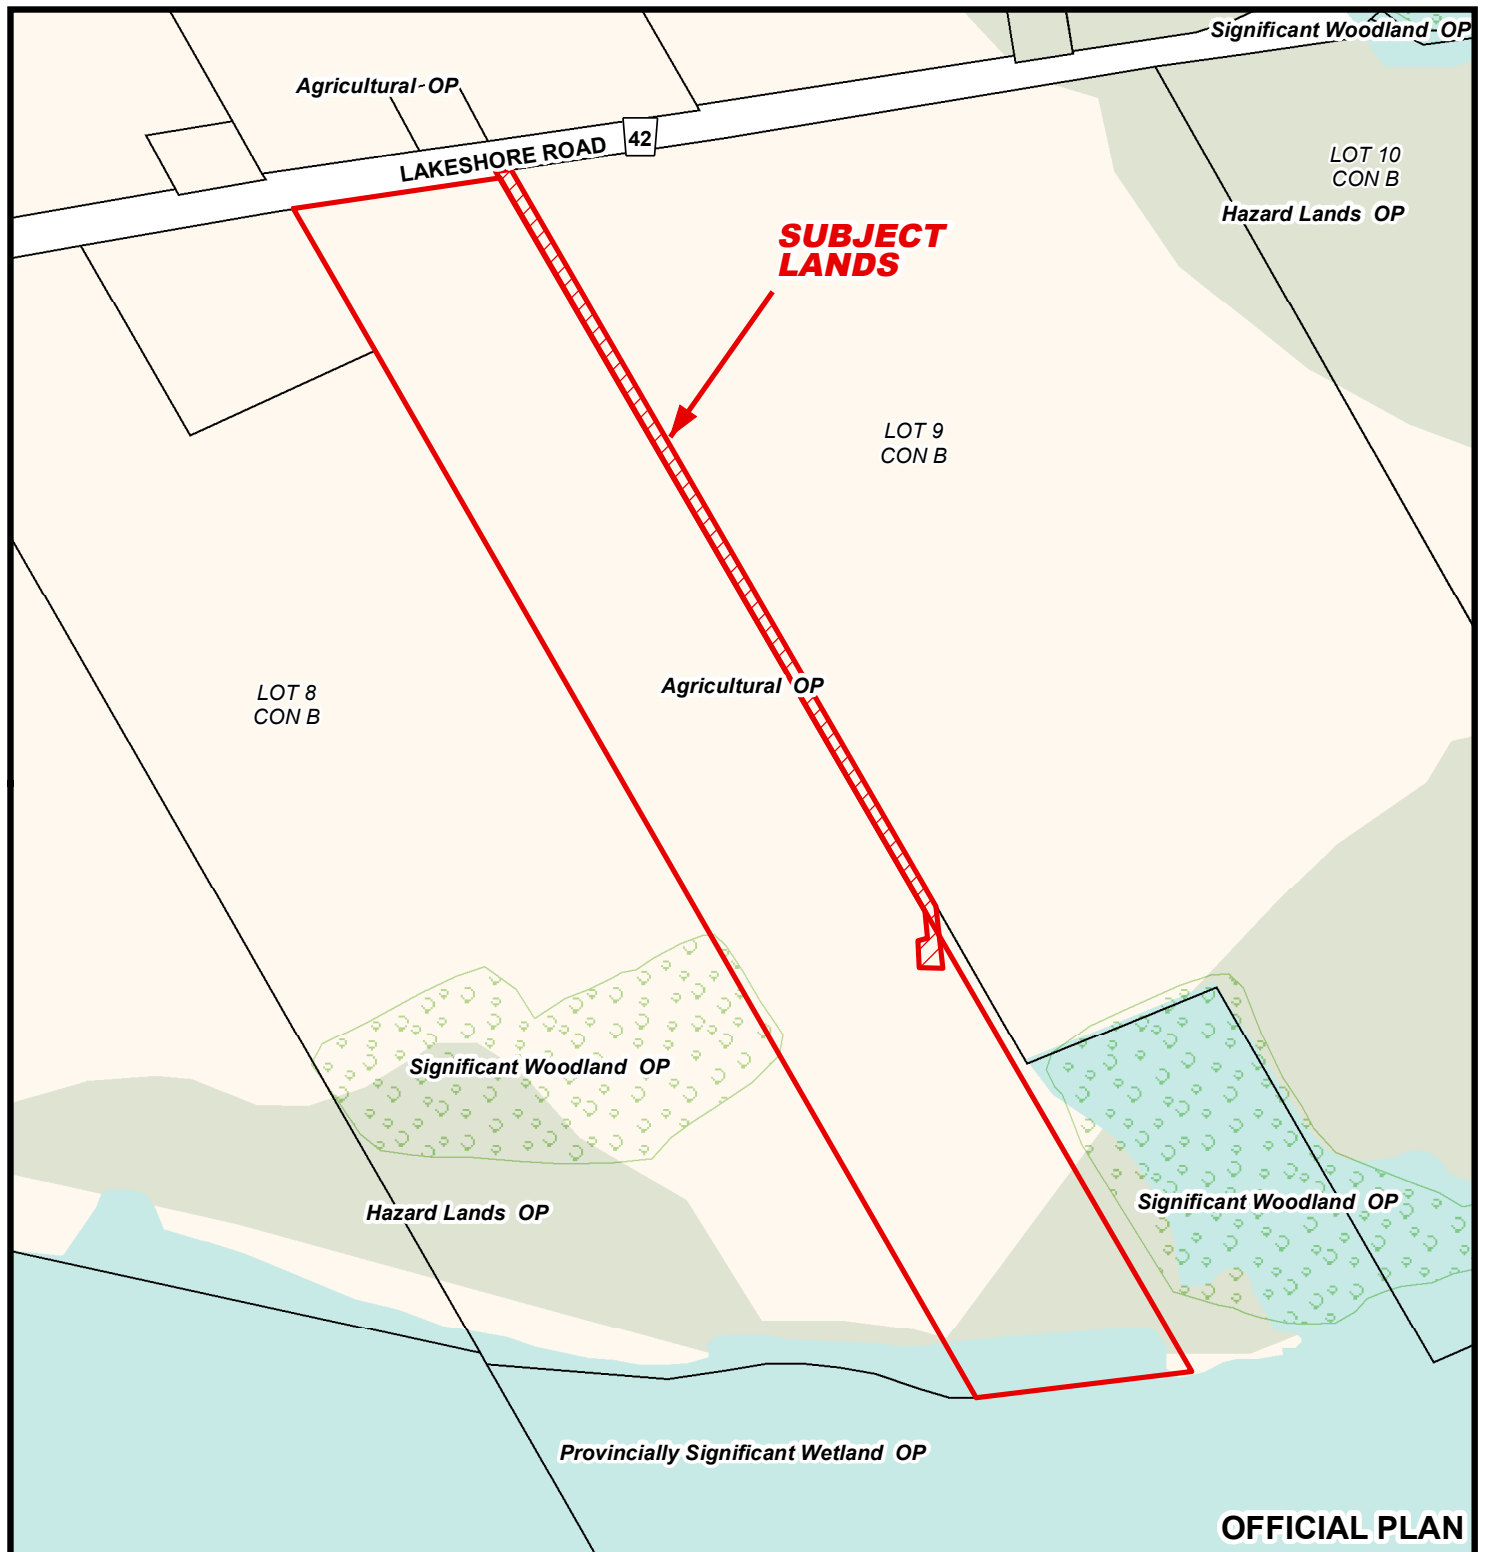 Significant Woodland OP
Agricultural OP
LAKESHORE ROAD 42
LOT 10
CON B
Hazard Lands OP
SUBJECT
LANDS
LOT 9
CON B
Agricultural OP
LOT 8
CON B
Significant Woodland OP
Significant Woodland OP
Hazard Lands OP
Provincially Significant Wetland OP
OFFICIAL PLAN